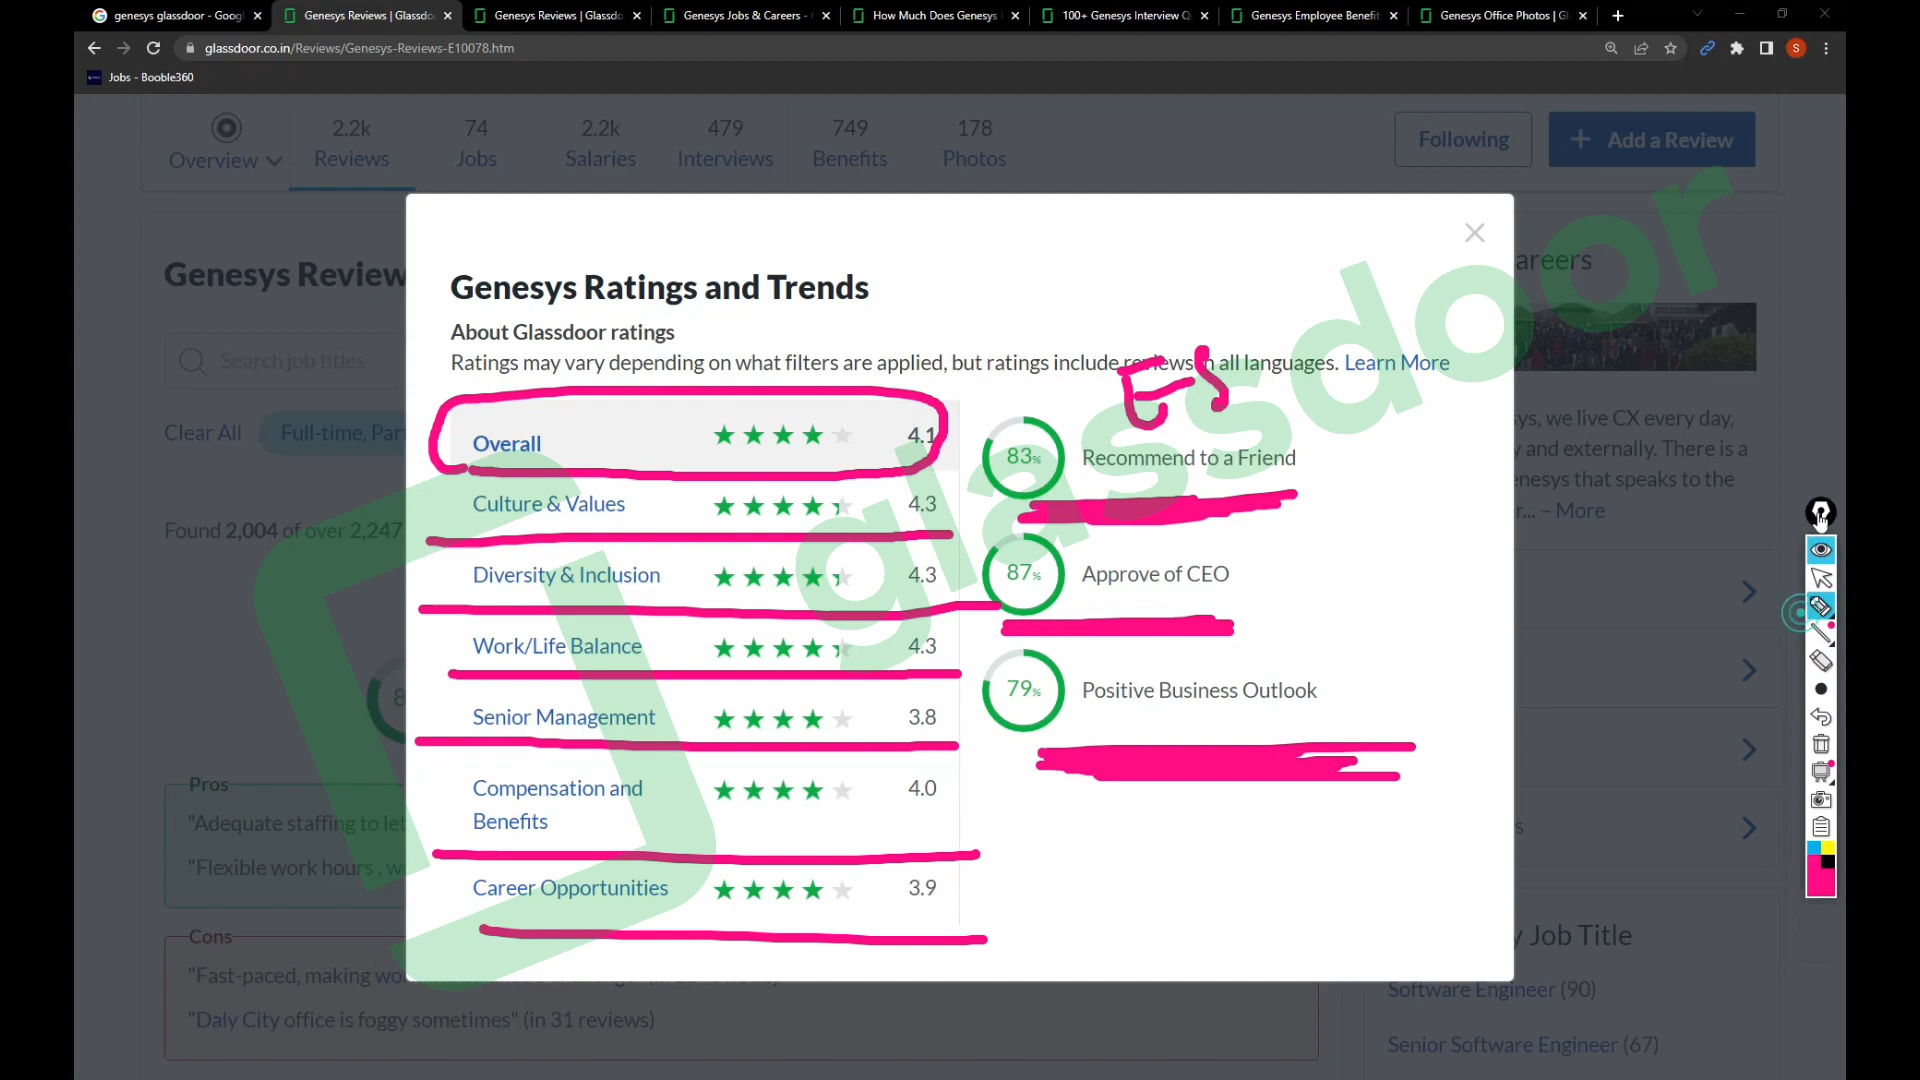 genesys glassdoor - Goog
Genesys Reviews | Glassdo
Genesys Reviews | Glassdo
Genesys Jobs & Careers -
How Much Does Genesys
100+ Genesys Interview Q
Genesys Employee Benefit
Genesys Office Photos | Gl
glassdoor.co.in/Reviews/Genesys-Reviews-E10078.htm
S
Jobs - Booble360
Overview
2.2k
Reviews
74
Jobs
2.2k
Salaries
479
Interviews
749
Benefits
178
Photos
Following
+ Add a Review
Genesys Review
Search job titles
Clear All
Full-time, Par
Found 2,004 of over 2,247
Genesys Ratings and Trends
About Glassdoor ratings
Ratings may vary depending on what filters are applied, but ratings include reviews in all languages. Learn More
ES
Overall 4.1
Culture & Values 4.3
Diversity & Inclusion 4.3
Work/Life Balance 4.3
Senior Management 3.8
Compensation and
Benefits 4.0
Career Opportunities 3.9
83% Recommend to a Friend
87% Approve of CEO
79% Positive Business Outlook
glassdoor
areers
sys, we live CX every day,
y and externally. There is a
enesys that speaks to the
r... – More
Pros
"Adequate staffing to let
"Flexible work hours , w
Cons
"Fast-paced, making wo
"Daly City office is foggy sometimes" (in 31 reviews)
y Job Title
Software Engineer (90)
Senior Software Engineer (67)